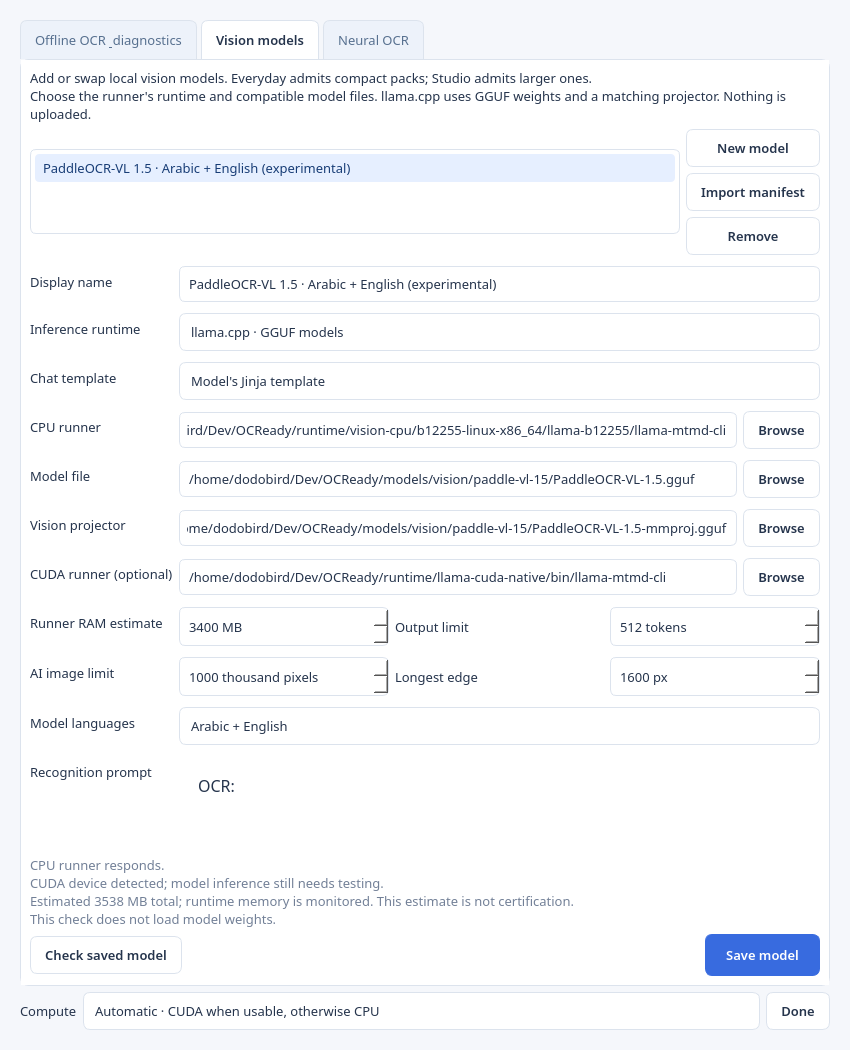 Offline OCR _diagnostics
Vision models
Neural OCR
Add or swap local vision models. Everyday admits compact packs; Studio admits larger ones.
Choose the runner's runtime and compatible model files. llama.cpp uses GGUF weights and a matching projector. Nothing is
uploaded.
PaddleOCR-VL 1.5 · Arabic + English (experimental)
New model
Import manifest
Remove
Display name
PaddleOCR-VL 1.5 · Arabic + English (experimental)
Inference runtime
llama.cpp · GGUF models
Chat template
Model's Jinja template
CPU runner
ird/Dev/OCReady/runtime/vision-cpu/b12255-linux-x86_64/llama-b12255/llama-mtmd-cli
Browse
Model file
/home/dodobird/Dev/OCReady/models/vision/paddle-vl-15/PaddleOCR-VL-1.5.gguf
Browse
Vision projector
me/dodobird/Dev/OCReady/models/vision/paddle-vl-15/PaddleOCR-VL-1.5-mmproj.gguf
Browse
CUDA runner (optional)
/home/dodobird/Dev/OCReady/runtime/llama-cuda-native/bin/llama-mtmd-cli
Browse
Runner RAM estimate
3400 MB
Output limit
512 tokens
AI image limit
1000 thousand pixels
Longest edge
1600 px
Model languages
Arabic + English
Recognition prompt
OCR:
CPU runner responds.
CUDA device detected; model inference still needs testing.
Estimated 3538 MB total; runtime memory is monitored. This estimate is not certification.
This check does not load model weights.
Check saved model
Save model
Compute
Automatic · CUDA when usable, otherwise CPU
Done